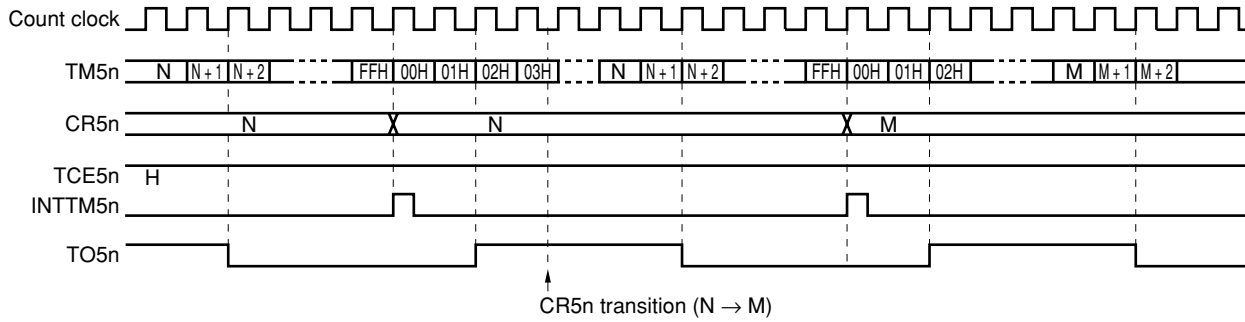 Count clock
TM5n N N + 1 N + 2 FFH 00H 01H 02H 03H N N + 1 N + 2 FFH 00H 01H 02H M M + 1 M + 2
CR5n N N M
TCE5n H
INTTM5n
TO5n
CR5n transition (N → M)